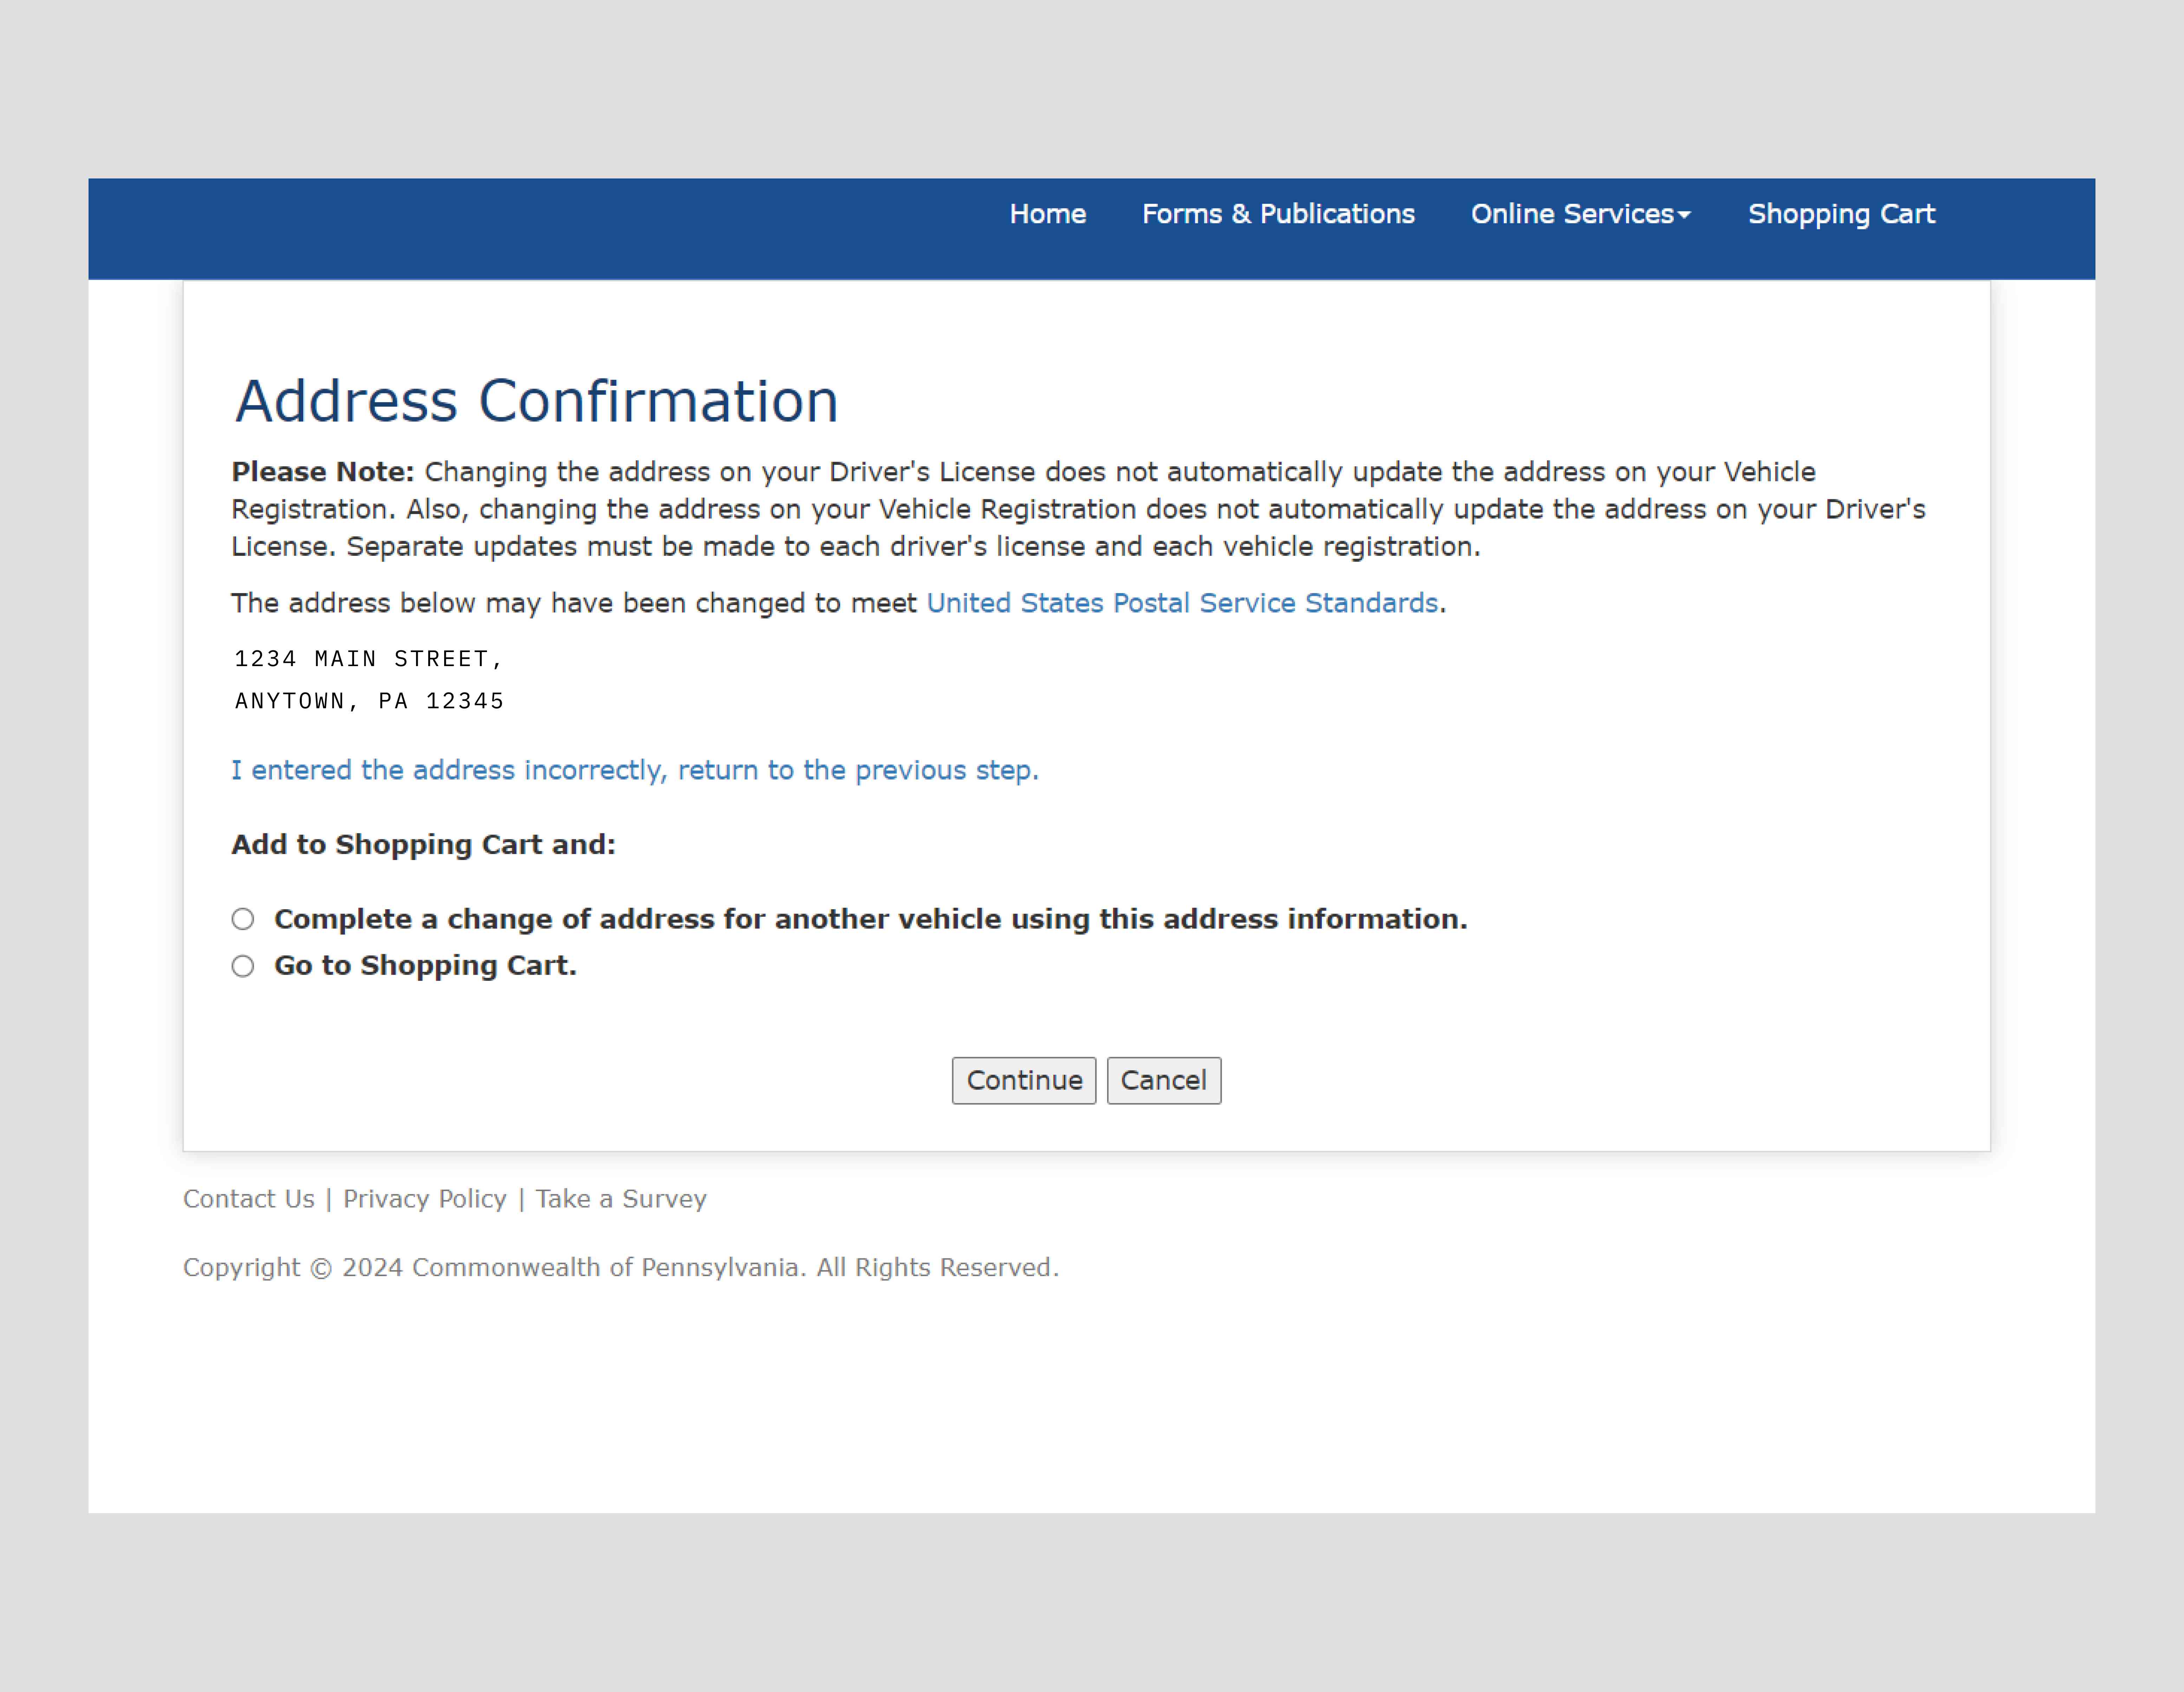 Home Forms & Publications Online Services Shopping Cart
Address Confirmation
Please Note: Changing the address on your Driver's License does not automatically update the address on your Vehicle
Registration. Also, changing the address on your Vehicle Registration does not automatically update the address on your Driver's
License. Separate updates must be made to each driver's license and each vehicle registration.
The address below may have been changed to meet United States Postal Service Standards.
1234 MAIN STREET,
ANYTOWN, PA 12345
I entered the address incorrectly, return to the previous step.
Add to Shopping Cart and:
Complete a change of address for another vehicle using this address information.
Go to Shopping Cart.
Continue Cancel
Contact Us | Privacy Policy | Take a Survey
Copyright © 2024 Commonwealth of Pennsylvania. All Rights Reserved.